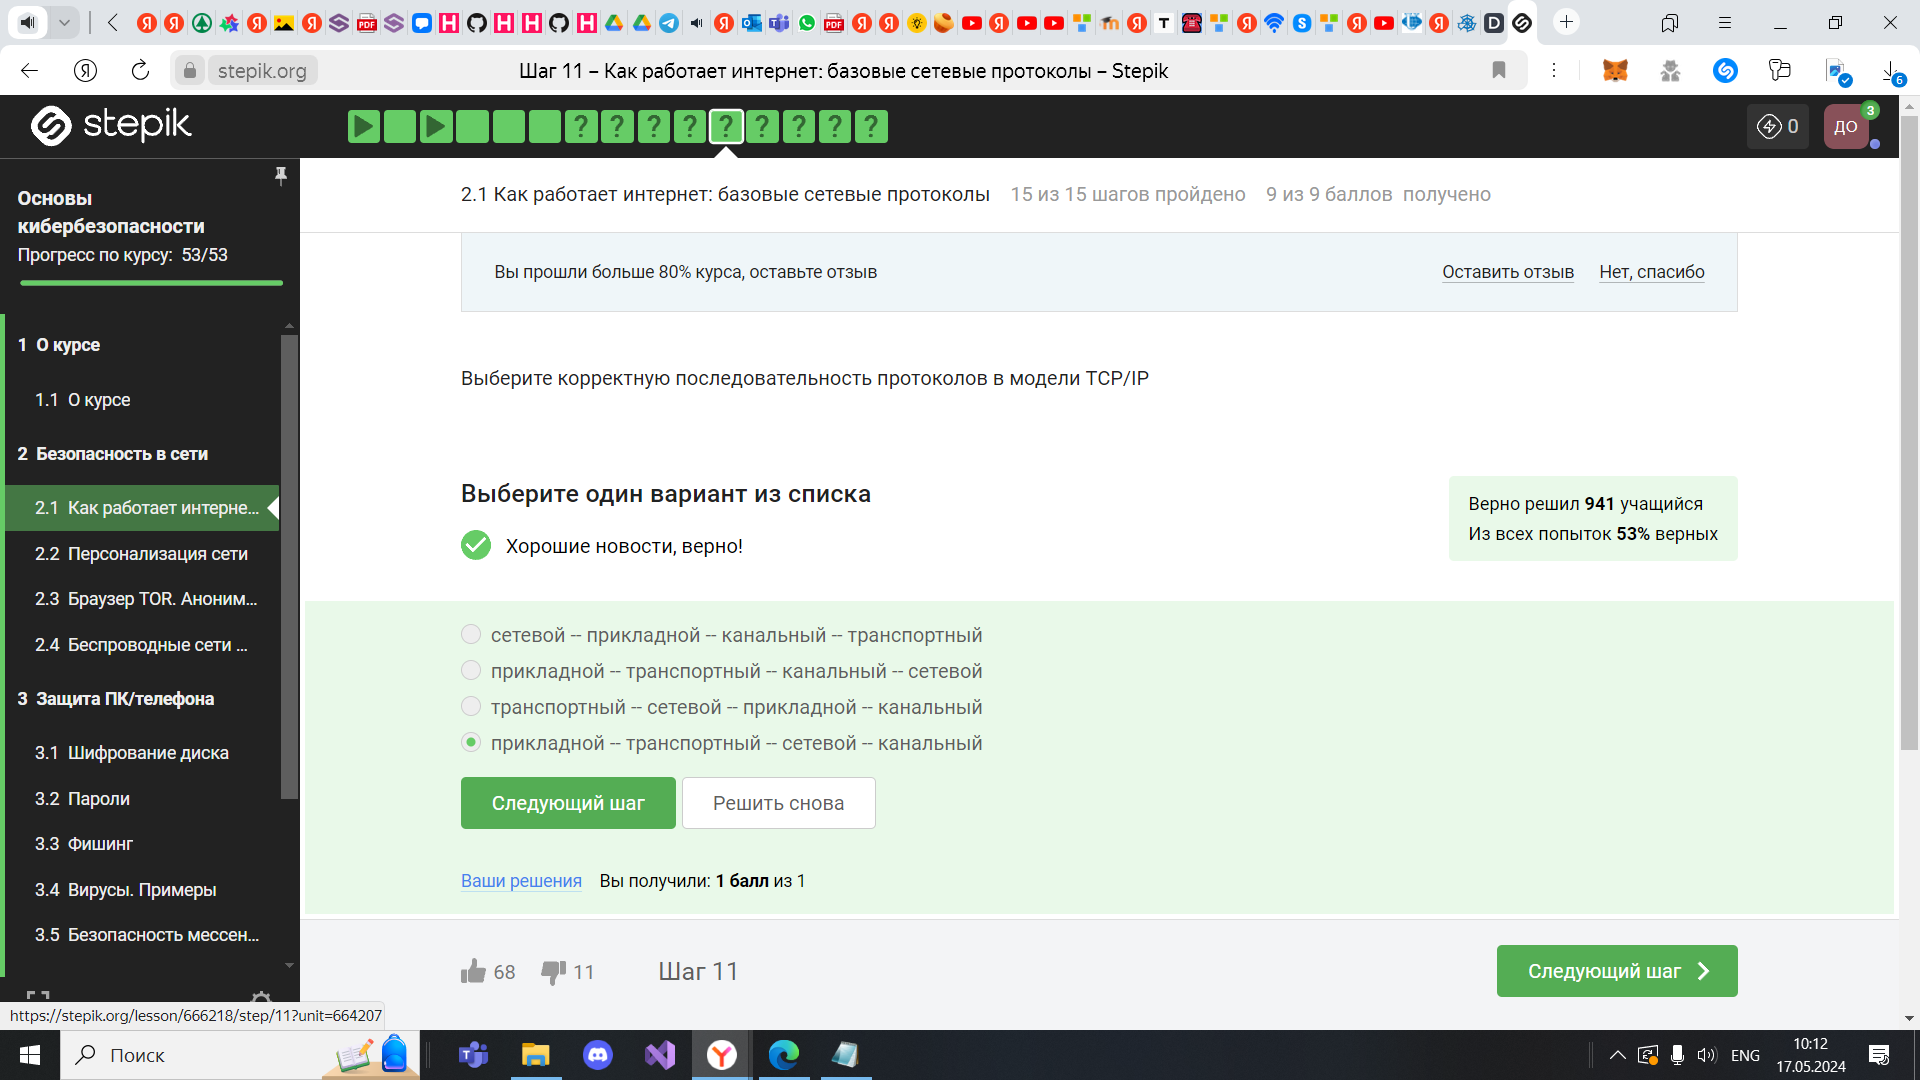 stepik.org
Шаг 11 – Как работает интернет: базовые сетевые протоколы – Stepik
6
stepik
? ? ? ? ? ? ? ? ?
0
ДО
3
Основы
кибербезопасности
Прогресс по курсу: 53/53
1 О курсе
1.1 О курсе
2 Безопасность в сети
2.1 Как работает интерне...
2.2 Персонализация сети
2.3 Браузер TOR. Аноним...
2.4 Беспроводные сети ...
3 Защита ПК/телефона
3.1 Шифрование диска
3.2 Пароли
3.3 Фишинг
3.4 Вирусы. Примеры
3.5 Безопасность мессен...
2.1 Как работает интернет: базовые сетевые протоколы 15 из 15 шагов пройдено 9 из 9 баллов получено
Вы прошли больше 80% курса, оставьте отзыв
Оставить отзыв Нет, спасибо
Выберите корректную последовательность протоколов в модели TCP/IP
Выберите один вариант из списка
Хорошие новости, верно!
Верно решил 941 учащийся
Из всех попыток 53% верных
сетевой -- прикладной -- канальный -- транспортный
прикладной -- транспортный -- канальный -- сетевой
транспортный -- сетевой -- прикладной -- канальный
прикладной -- транспортный -- сетевой -- канальный
Следующий шаг Решить снова
Ваши решения Вы получили: 1 балл из 1
68 11 Шаг 11
Следующий шаг
https://stepik.org/lesson/666218/step/11?unit=664207
Поиск
ENG
10:12
17.05.2024